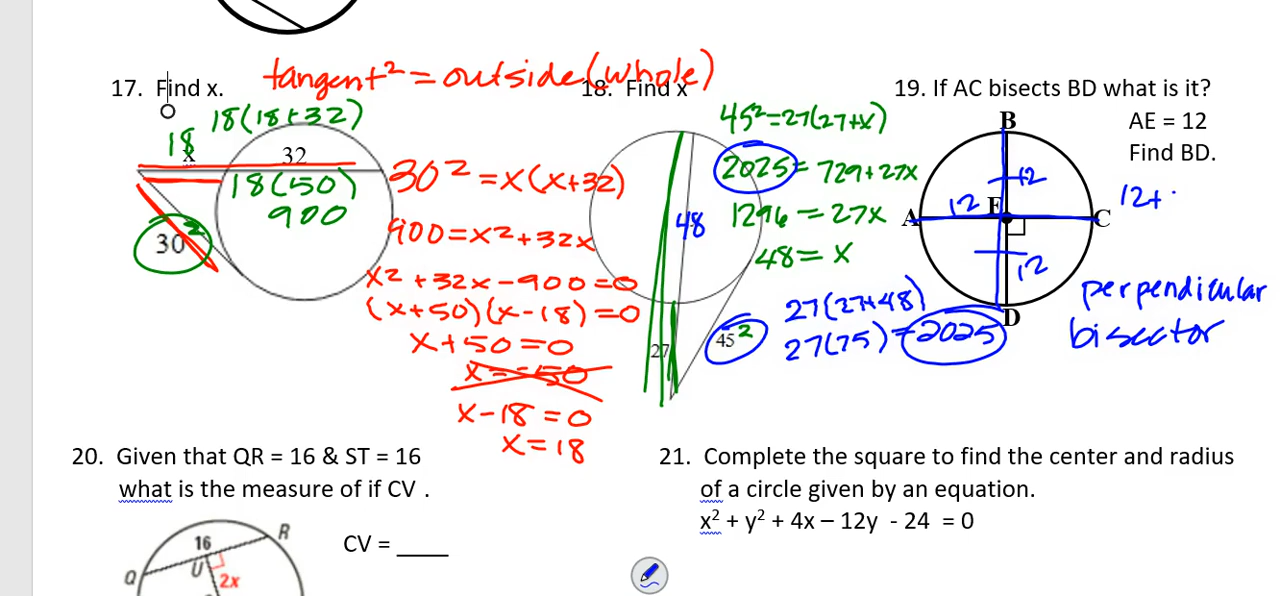 tangent² = outside(whole)
17. Find x.
18(18+32)
18
x
32
18(50)
900
30²
30² = x(x+32)
900 = x² + 32x
x² + 32x - 900 = 0
(x+50)(x-18) = 0
x + 50 = 0
x = -50
x - 18 = 0
x = 18
18. Find x
45² = 27(27+x)
2025 = 729 + 27x
1296 = 27x
48 = x
48
27
45²
27(27+48)
27(75) = 2025
19. If AC bisects BD what is it?
AE = 12
Find BD.
B
12
12
E
A
C
12
D
12+
perpendicular
bisector
20. Given that QR = 16 & ST = 16
what is the measure of if CV .
CV = ____
16
R
Q
U
2x
21. Complete the square to find the center and radius
of a circle given by an equation.
x² + y² + 4x – 12y - 24 = 0